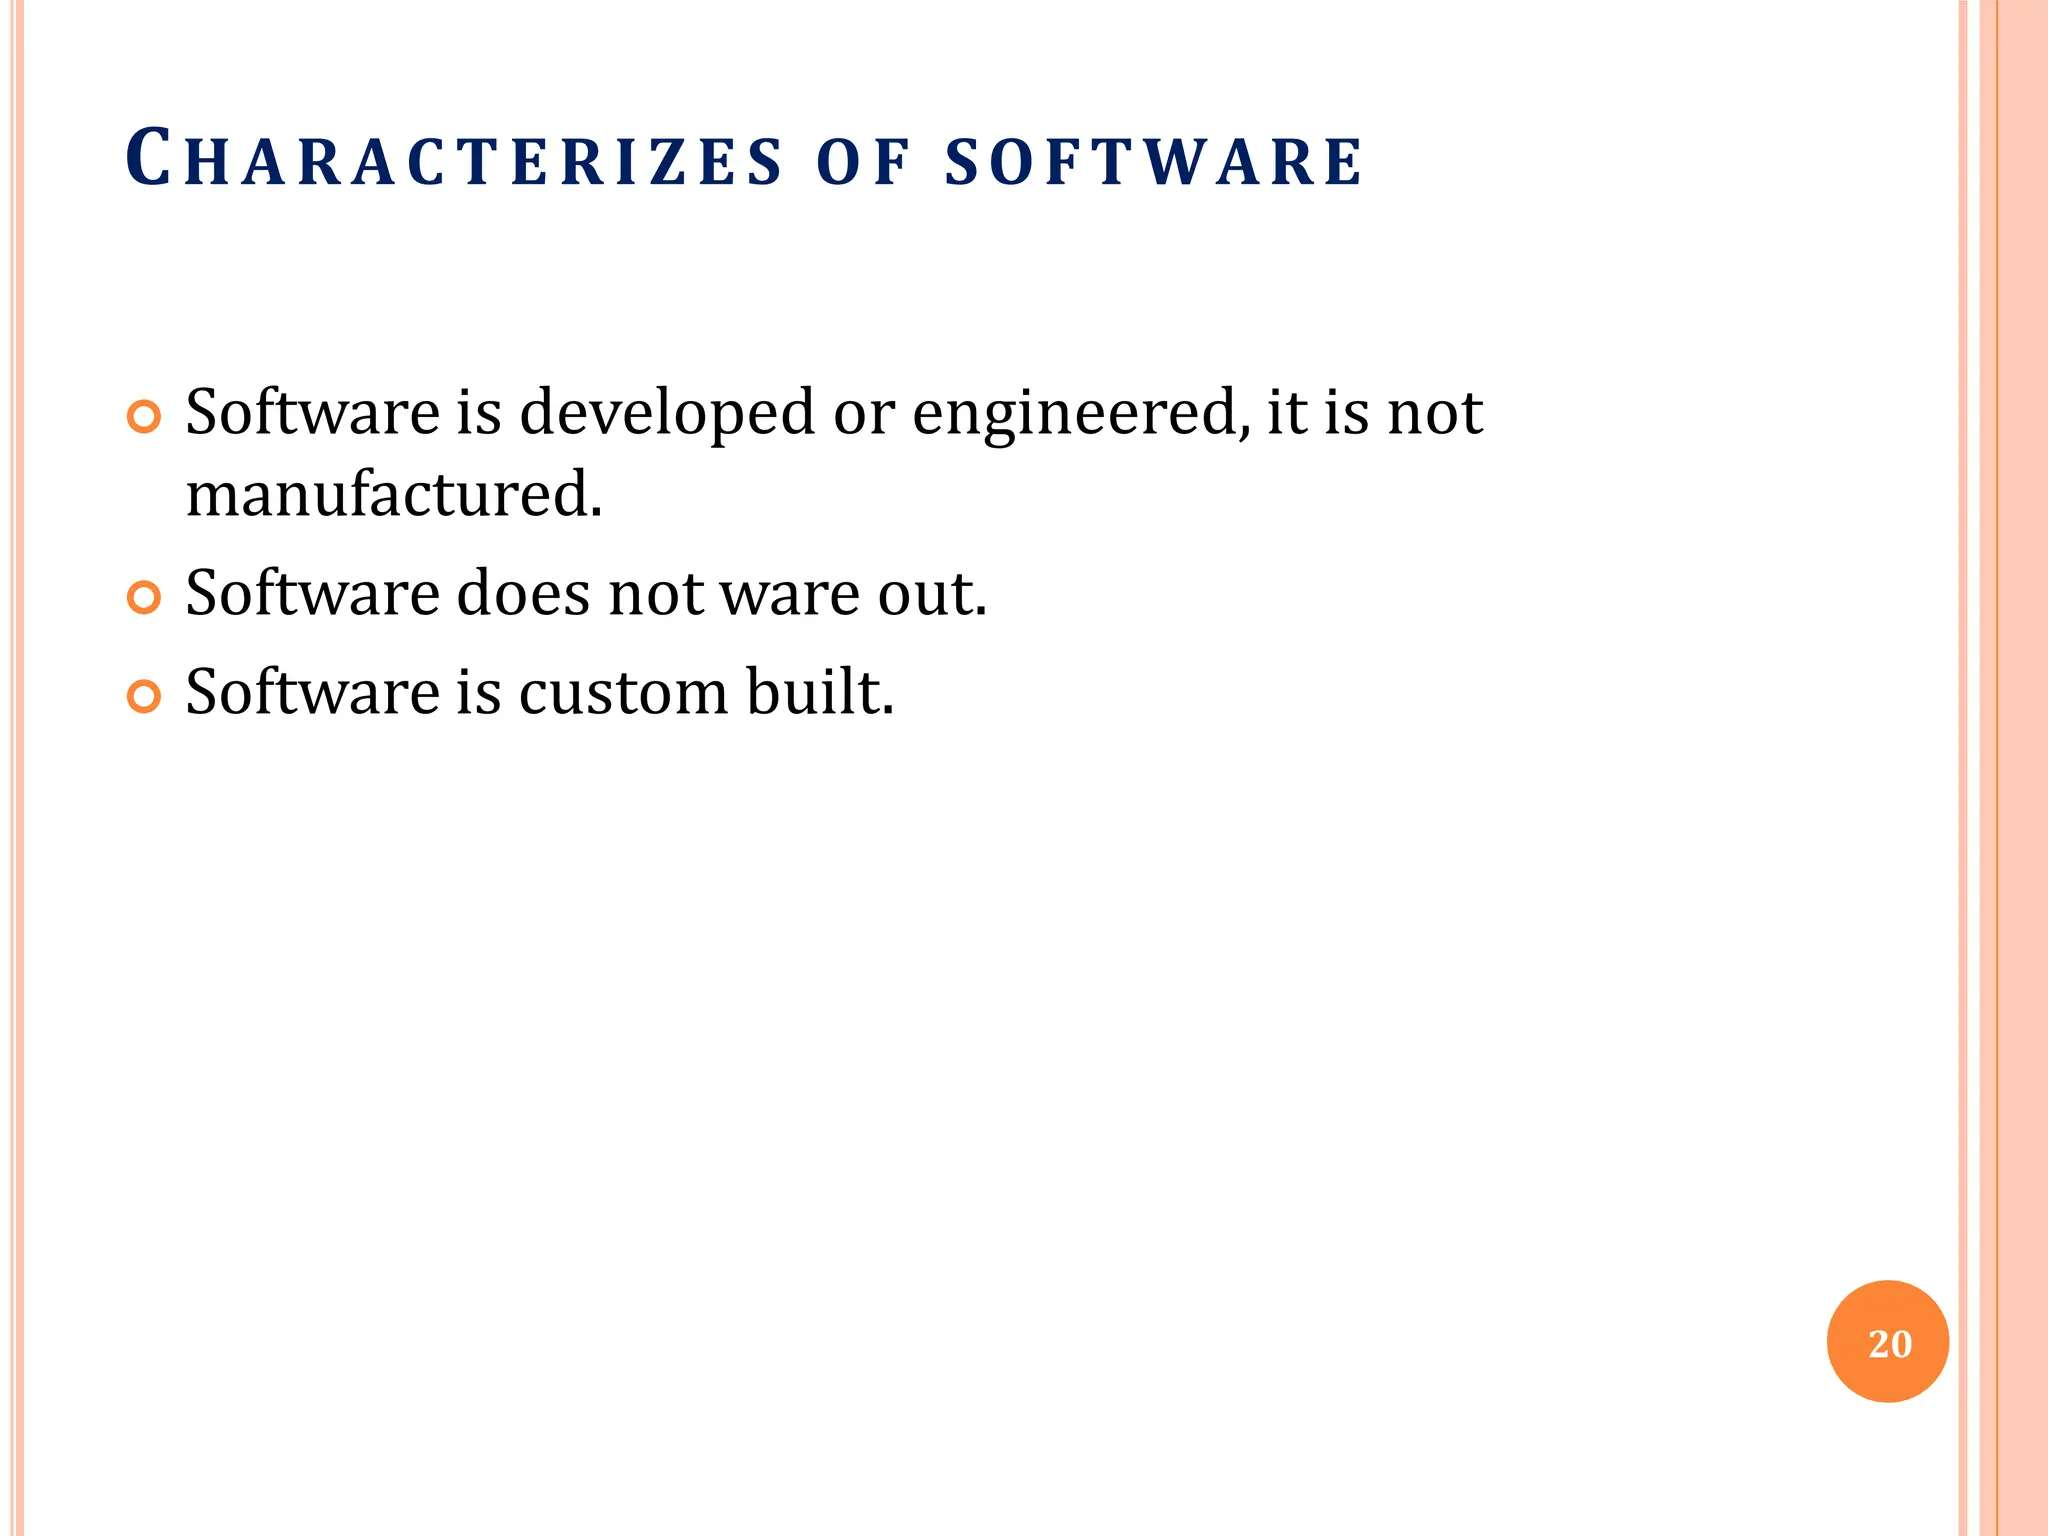 CHARACTERIZES OF SOFTWARE
Software is developed or engineered, it is not
manufactured.
Software does not ware out.
Software is custom built.
20